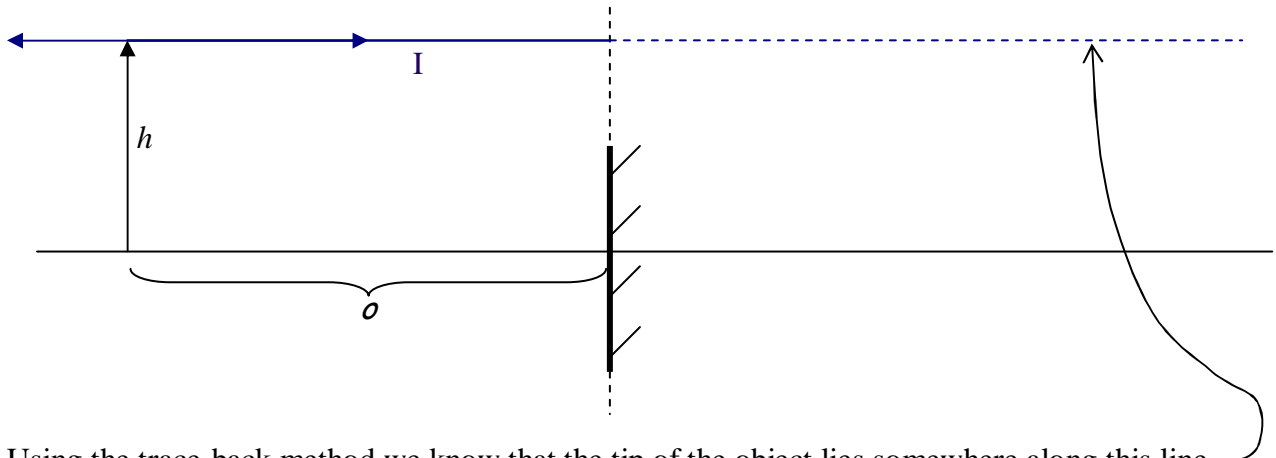 I
h
o
Using the trace-back method we know that the tip of the object lies somewhere along this line